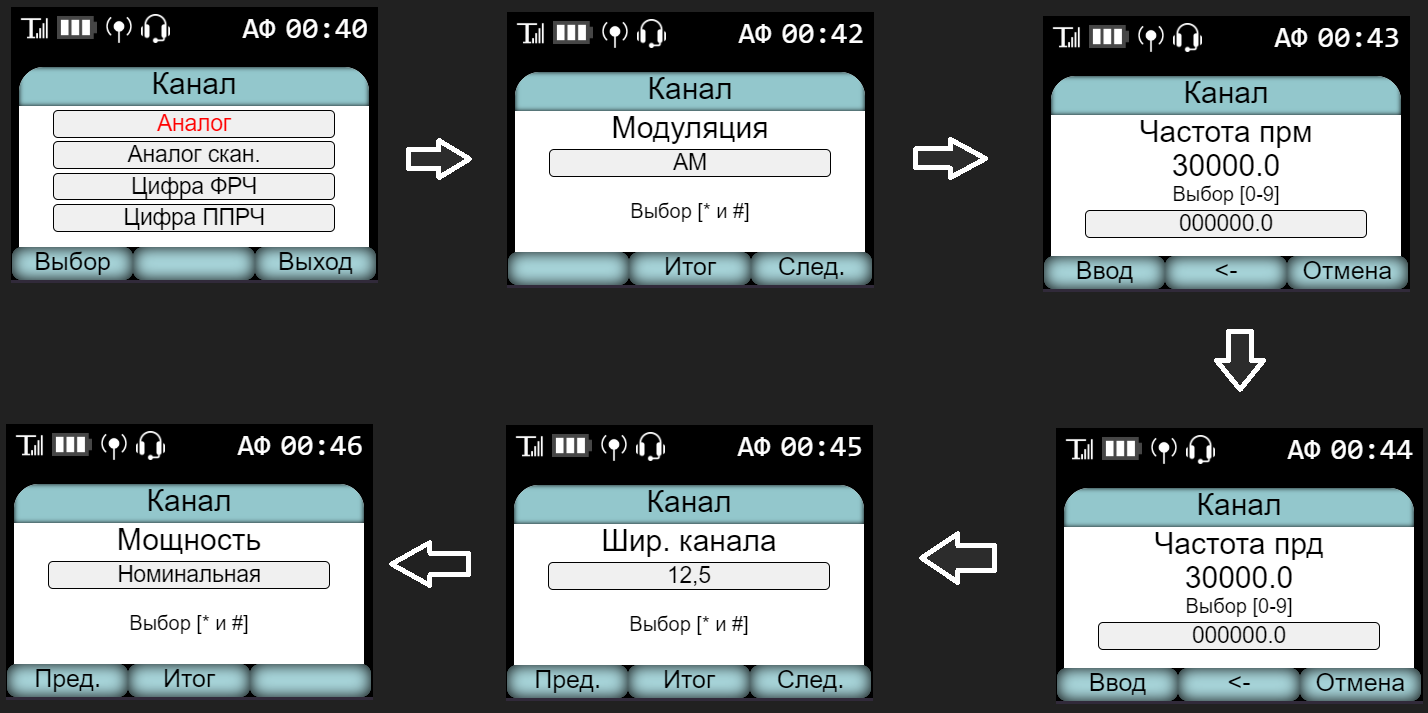 АФ 00:40
Канал
Аналог
Аналог скан.
Цифра ФРЧ
Цифра ППРЧ
Выбор Выход
АФ 00:42
Канал
Модуляция
АМ
Выбор [* и #]
Итог След.
АФ 00:43
Канал
Частота прм
30000.0
Выбор [0-9]
000000.0
Ввод <- Отмена
АФ 00:44
Канал
Частота прд
30000.0
Выбор [0-9]
000000.0
Ввод <- Отмена
АФ 00:45
Канал
Шир. канала
12,5
Выбор [* и #]
Пред. Итог След.
АФ 00:46
Канал
Мощность
Номинальная
Выбор [* и #]
Пред. Итог